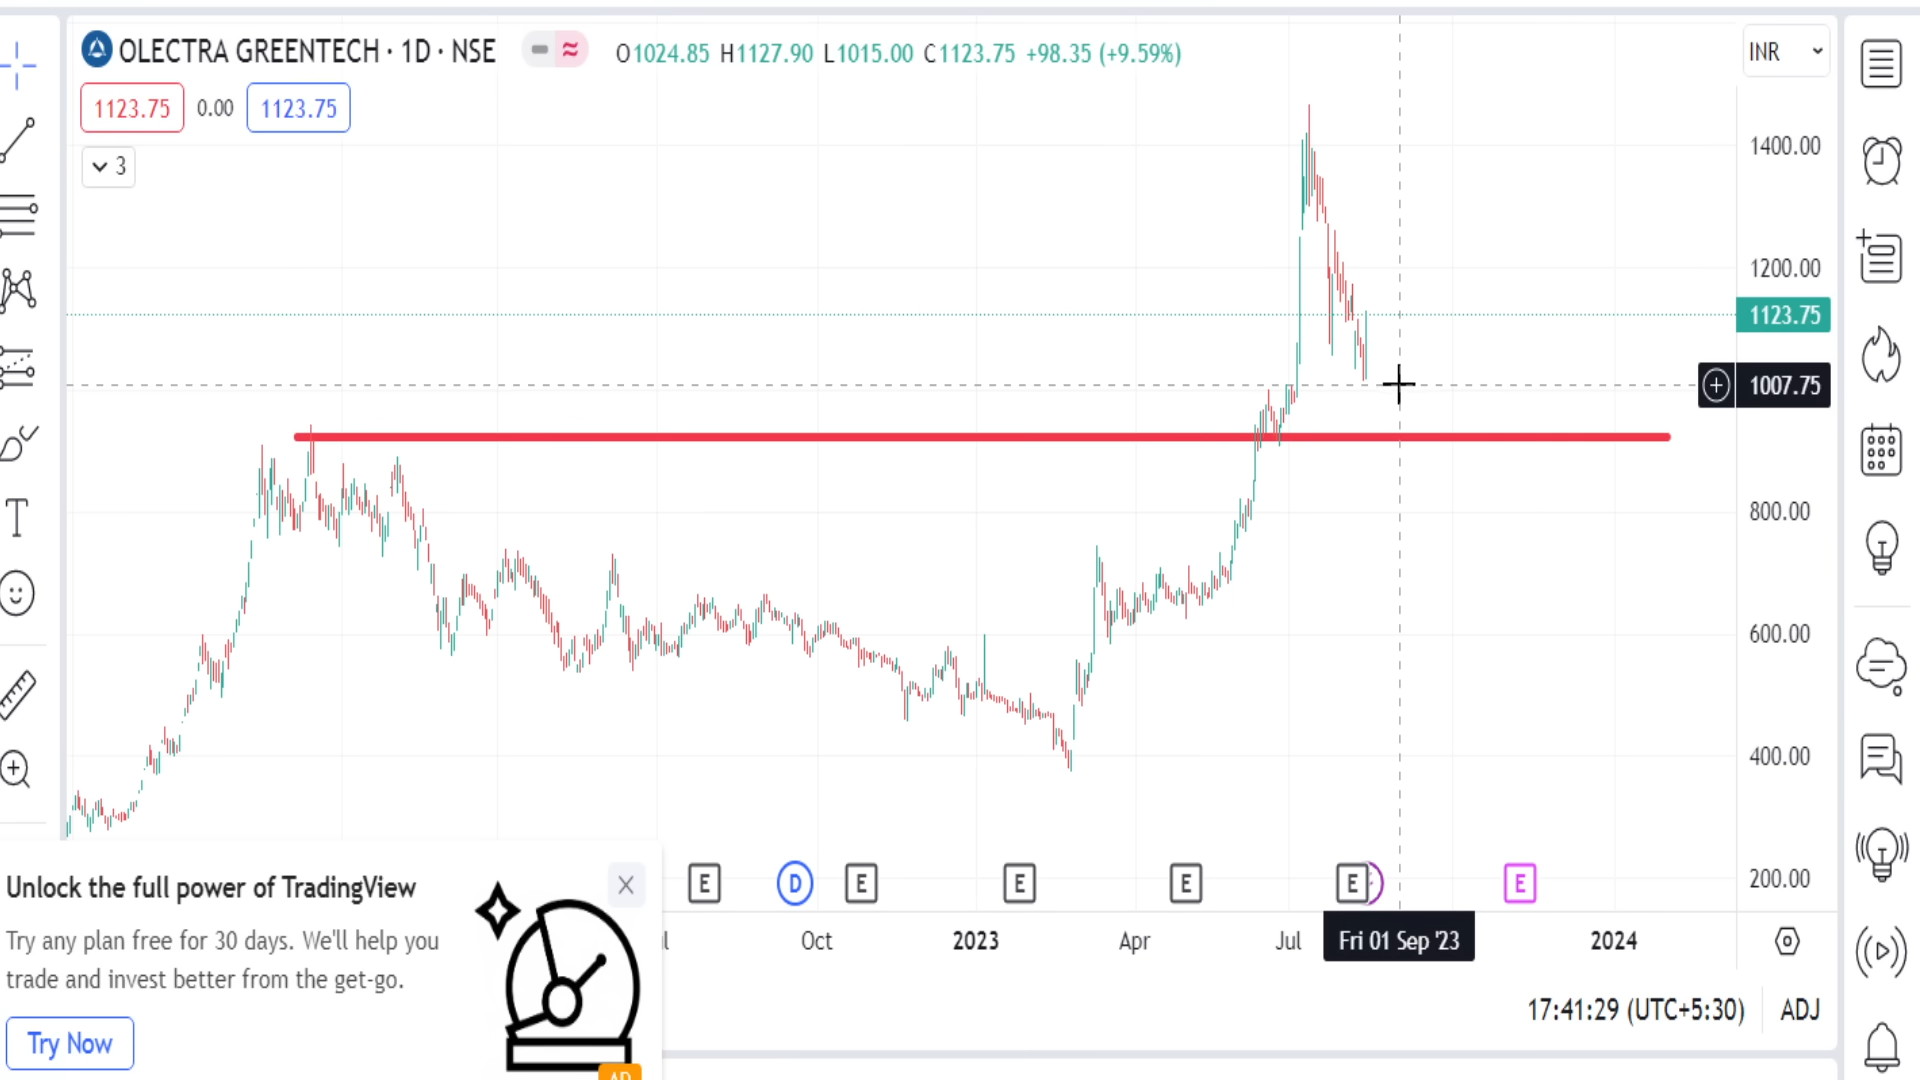 OLECTRA GREENTECH · 1D · NSE
O1024.85 H1127.90 L1015.00 C1123.75 +98.35 (+9.59%)
INR
1123.75 0.00 1123.75
3
1400.00
1200.00
1123.75
1007.75
800.00
600.00
400.00
200.00
E D E E E E E
Oct 2023 Apr Jul Fri 01 Sep '23 2024
Unlock the full power of TradingView
Try any plan free for 30 days. We'll help you
trade and invest better from the get-go.
Try Now
17:41:29 (UTC+5:30) ADJ
T